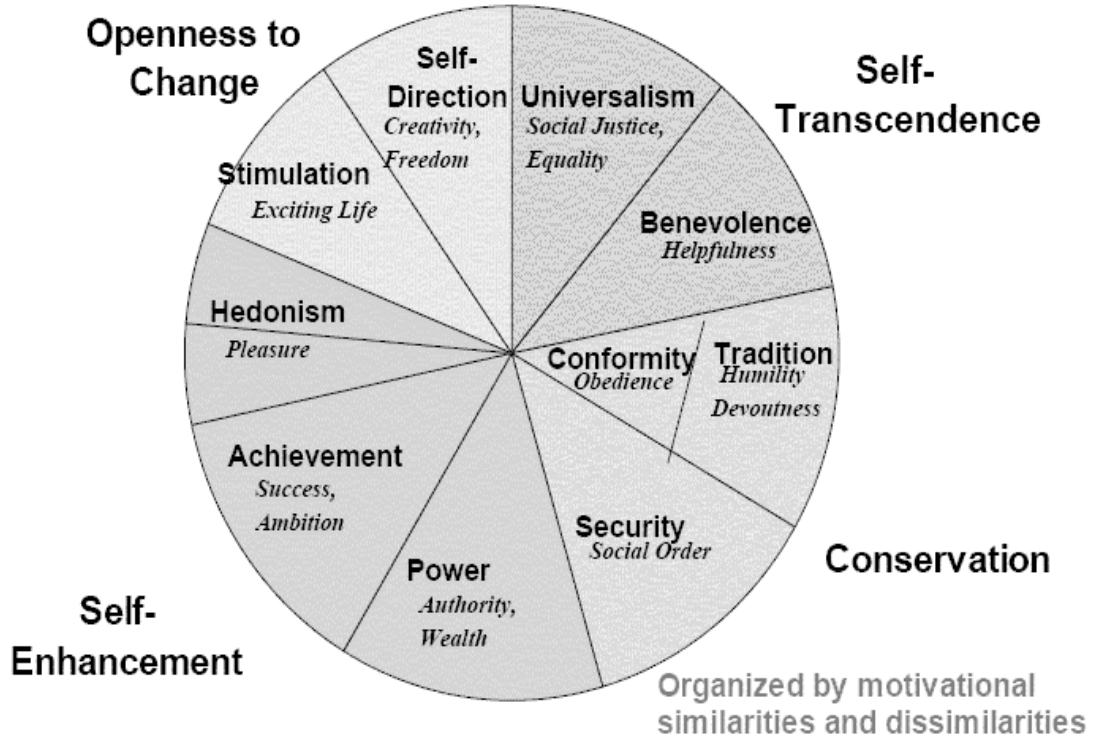 Openness to
Change
Self-
Direction
Creativity,
Freedom
Universalism
Social Justice,
Equality
Self-
Transcendence
Stimulation
Exciting Life
Benevolence
Helpfulness
Hedonism
Pleasure
Conformity
Obedience
Tradition
Humility
Devoutness
Achievement
Success,
Ambition
Security
Social Order
Power
Authority,
Wealth
Conservation
Self-
Enhancement
Organized by motivational
similarities and dissimilarities